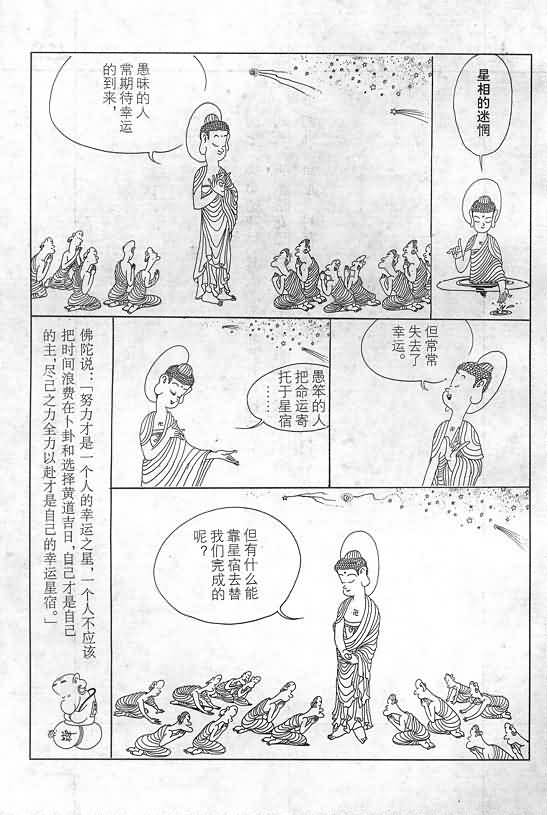 星相的迷惘
愚昧的人
常期待幸运
的到来，
但常常
失去了
幸运。
愚笨的人
把命运寄
托于星宿
……
但有什么能
靠星宿去替
我们完成的
呢？
佛陀说：「努力才是一个人的幸运之星，一个人不应该
把时间浪费在卜卦和选择黄道吉日，自己才是自己
的主，尽己之力全力以赴才是自己的幸运星宿。」